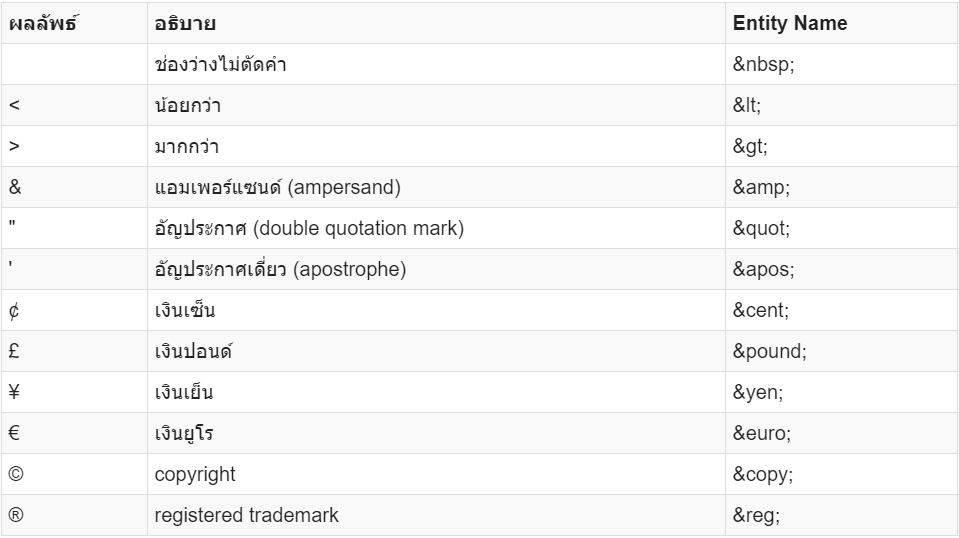 ผลลัพธ์ อธิบาย Entity Name
ช่องว่างไม่ตัดคำ &nbsp;
< น้อยกว่า &lt;
> มากกว่า &gt;
& แอมเพอร์แซนด์ (ampersand) &amp;
" อัญประกาศ (double quotation mark) &quot;
' อัญประกาศเดี่ยว (apostrophe) &apos;
¢ เงินเซ็น &cent;
£ เงินปอนด์ &pound;
¥ เงินเย็น &yen;
€ เงินยูโร &euro;
© copyright &copy;
® registered trademark &reg;